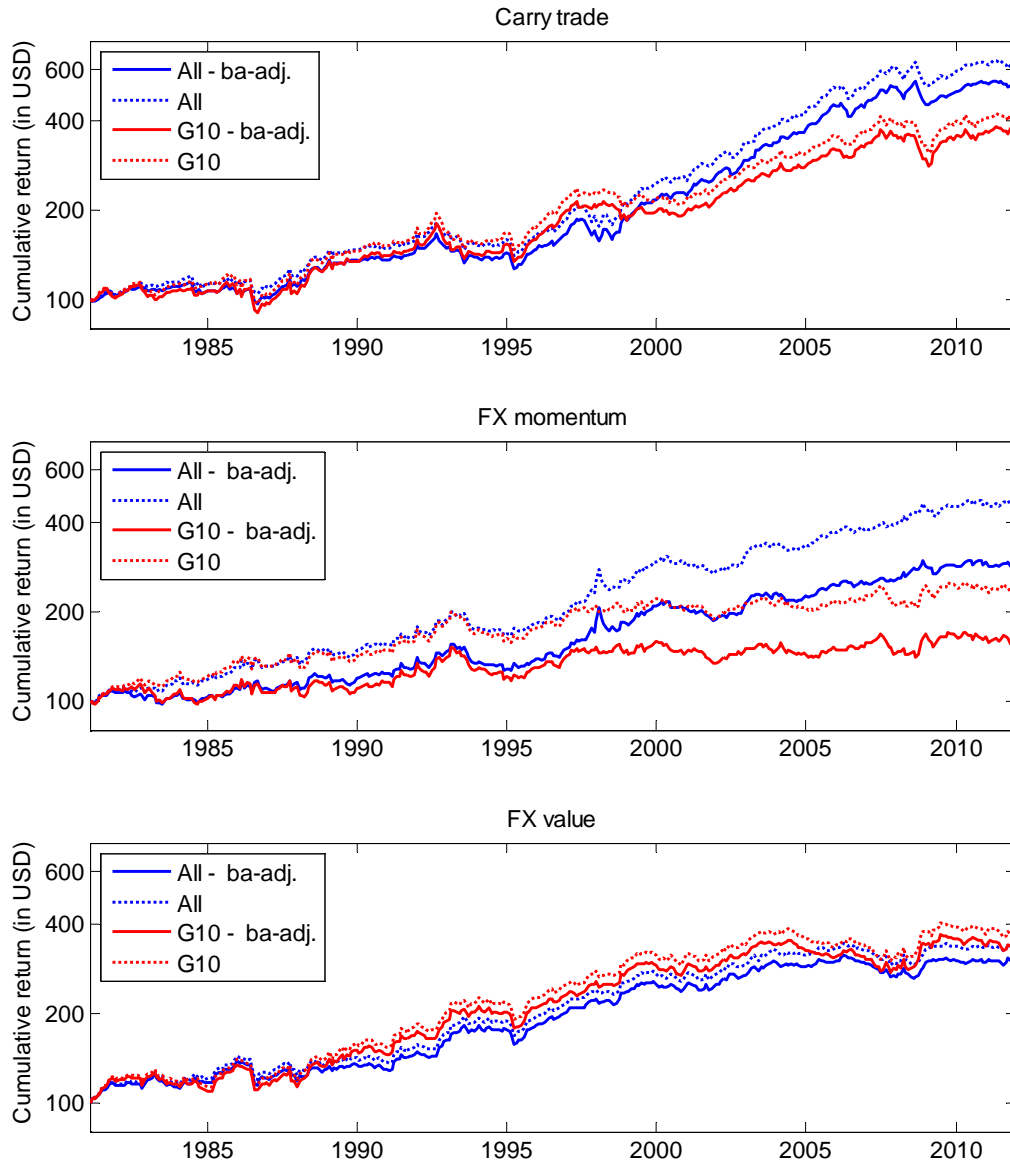 Carry trade
Cumulative return (in USD)
600
400
200
100
All - ba-adj.
All
G10 - ba-adj.
G10
1985 1990 1995 2000 2005 2010
FX momentum
Cumulative return (in USD)
600
400
200
100
All - ba-adj.
All
G10 - ba-adj.
G10
1985 1990 1995 2000 2005 2010
FX value
Cumulative return (in USD)
600
400
200
100
All - ba-adj.
All
G10 - ba-adj.
G10
1985 1990 1995 2000 2005 2010